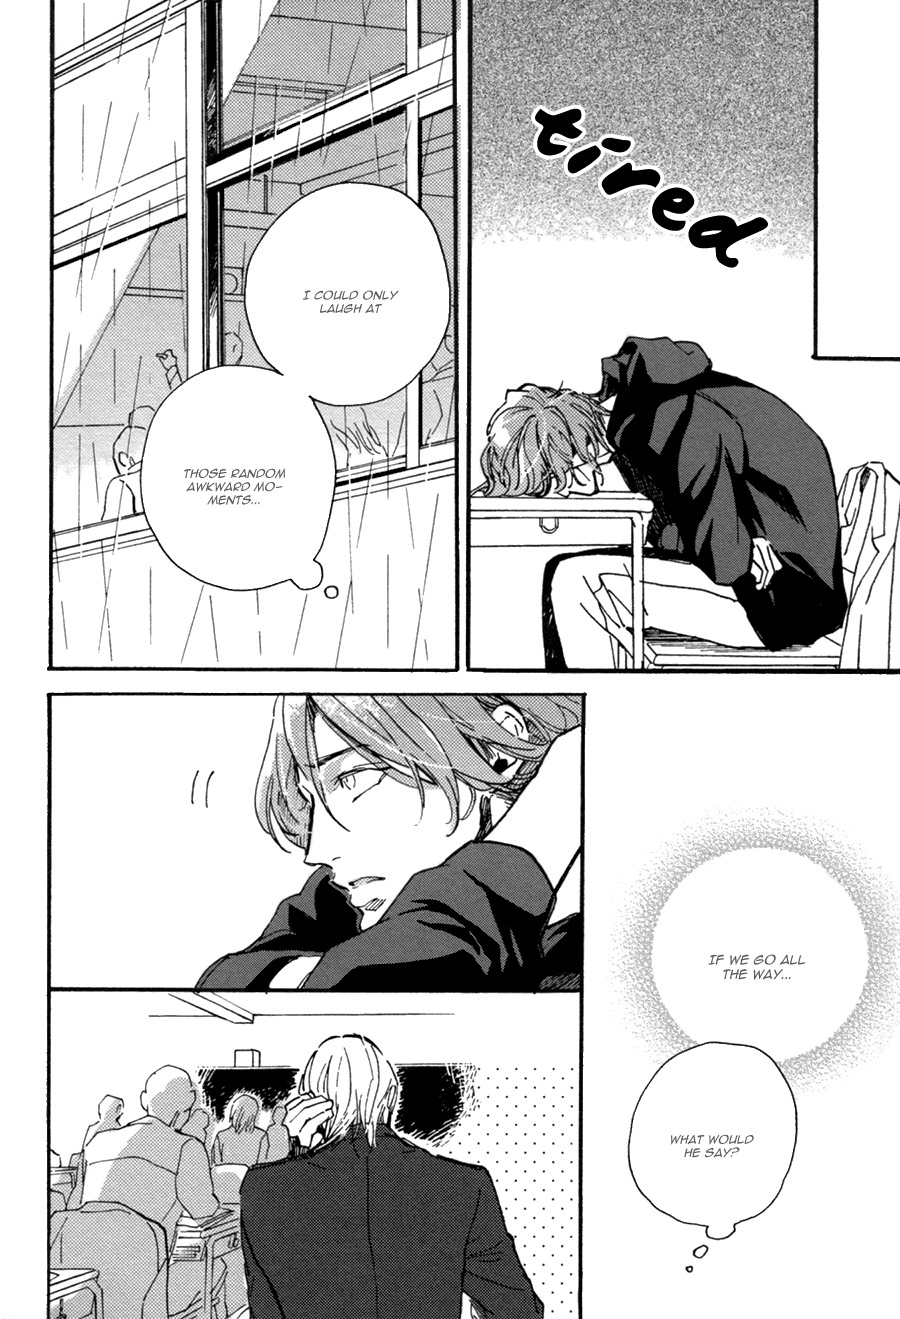 tired
I COULD ONLY
LAUGH AT
THOSE RANDOM
AWKWARD MO-
MENTS...
IF WE GO ALL
THE WAY...
WHAT WOULD
HE SAY?